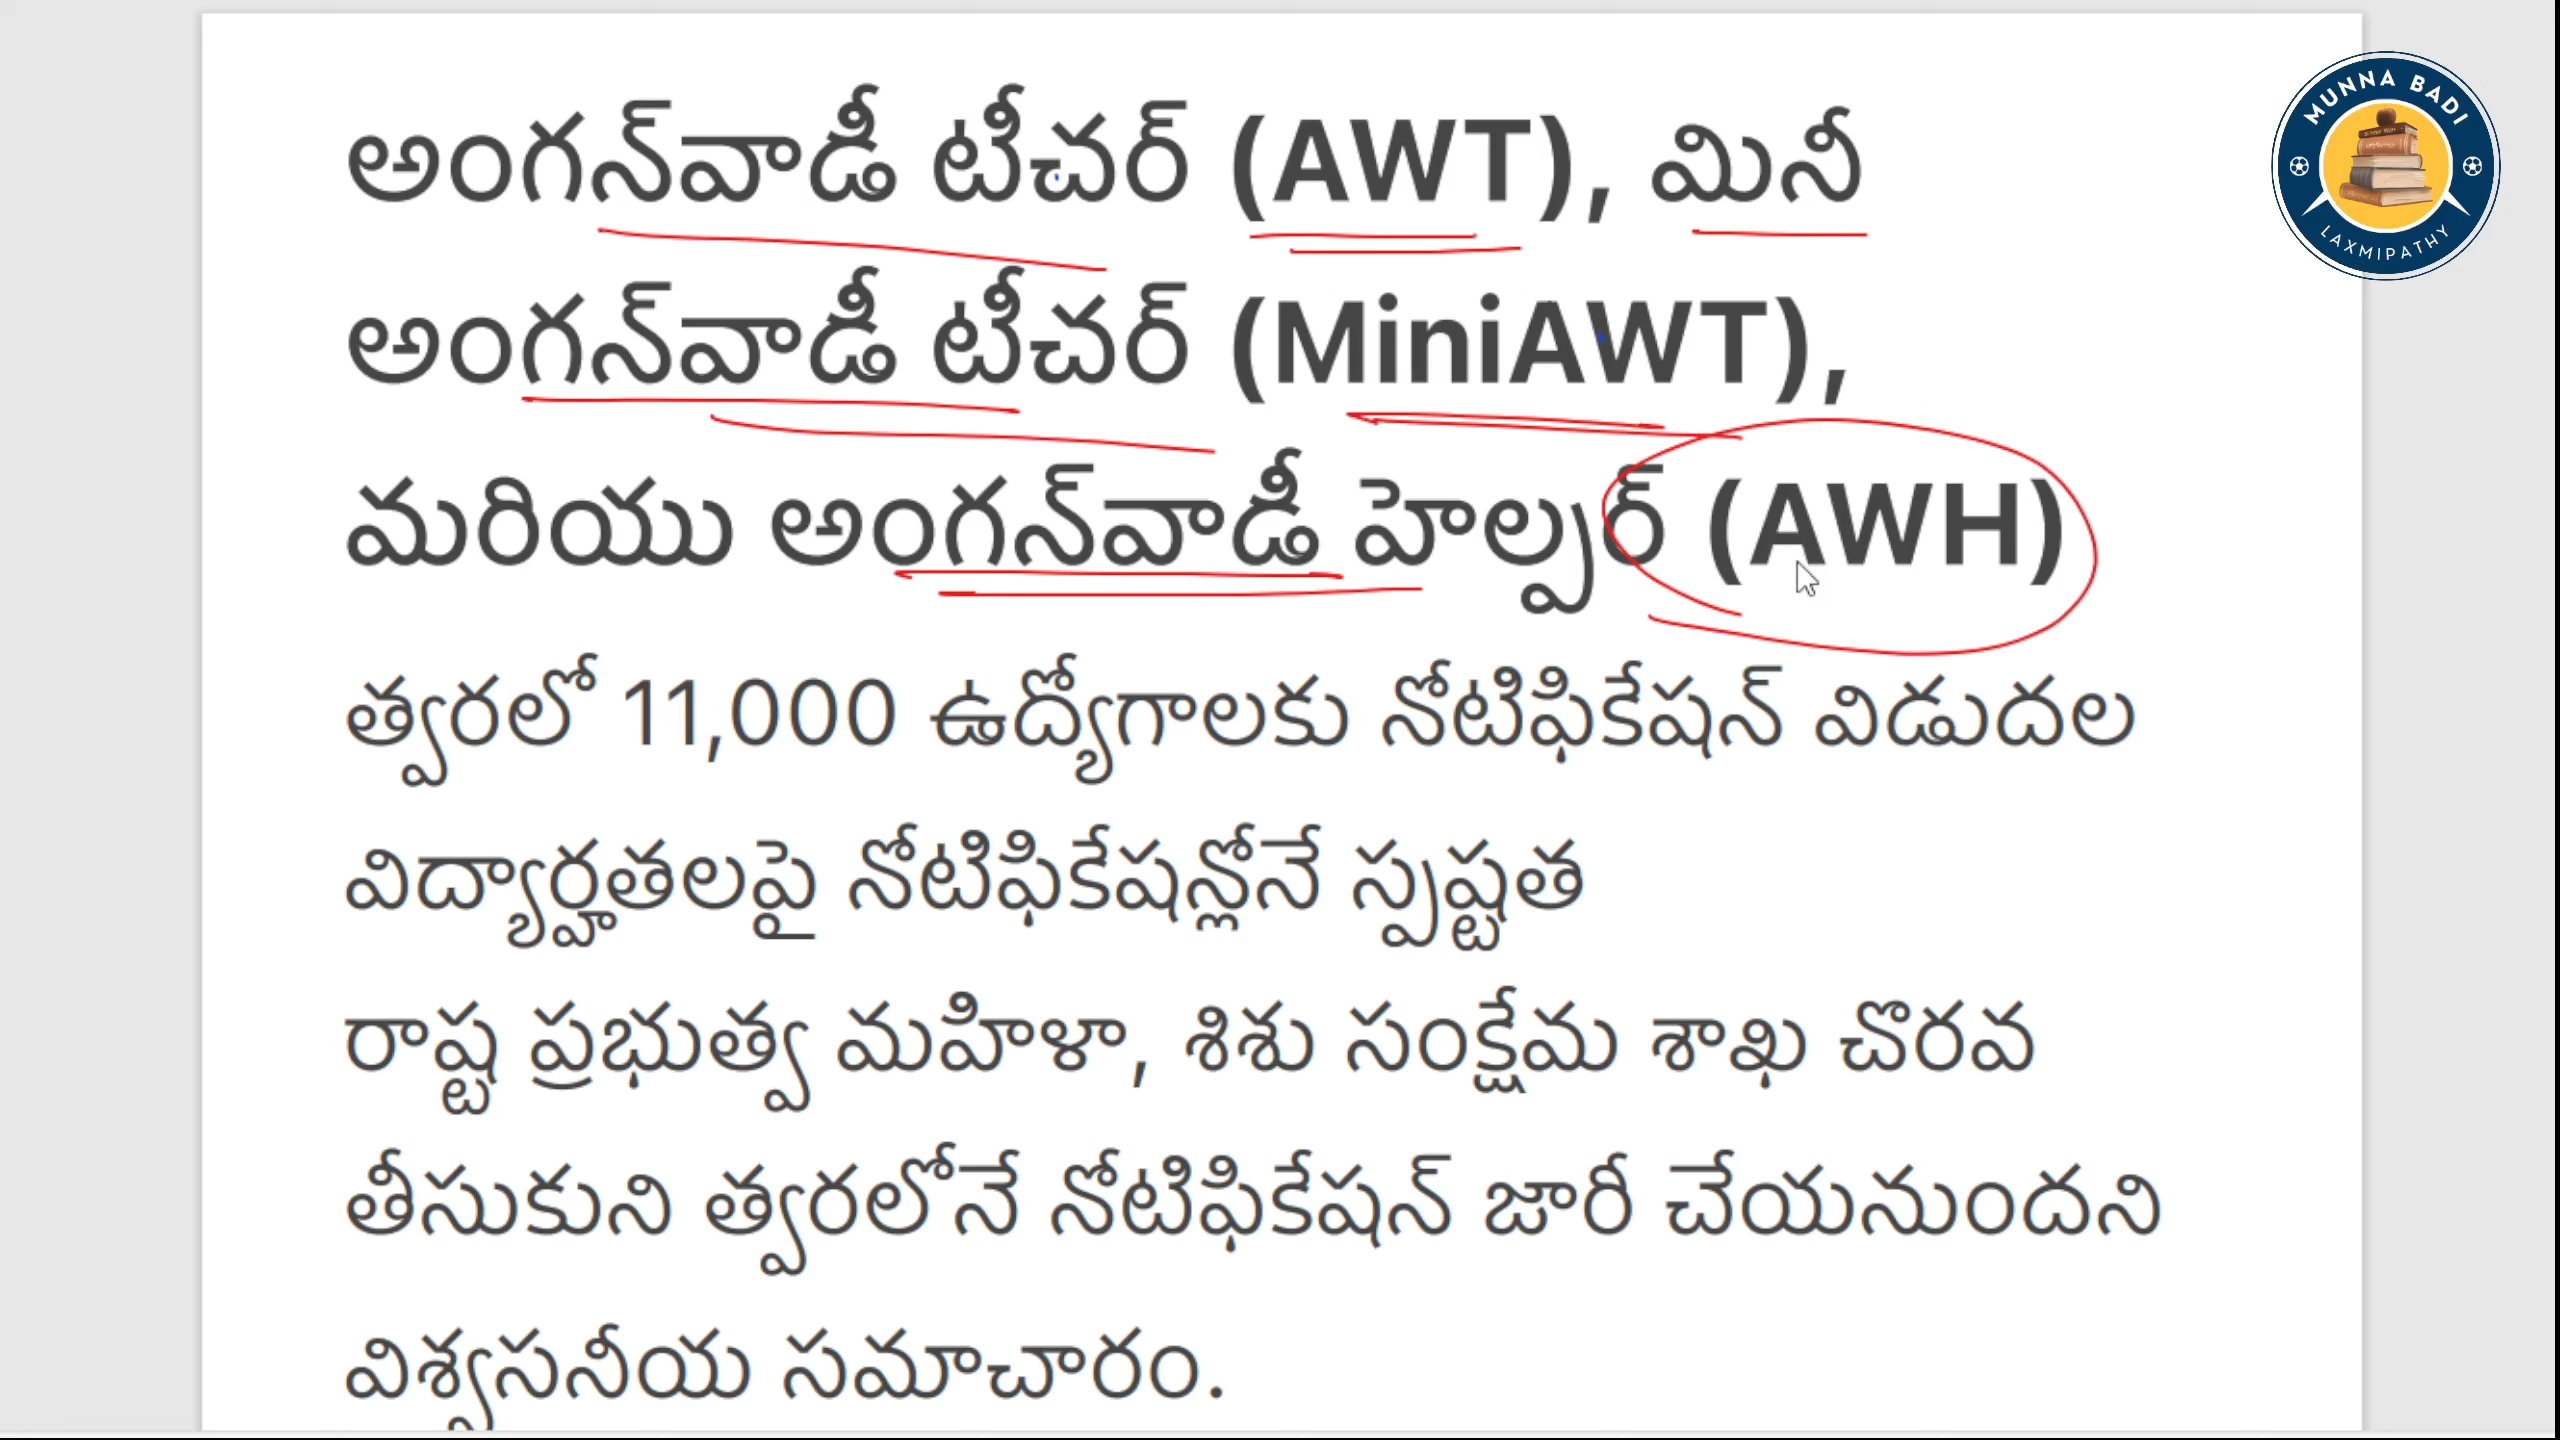 అంగన్‌వాడీ టీచర్ (AWT), మినీ
అంగన్‌వాడీ టీచర్ (MiniAWT),
మరియు అంగన్‌వాడీ హెల్పర్ (AWH)
త్వరలో 11,000 ఉద్యోగాలకు నోటిఫికేషన్ విడుదల
విద్యార్హతలపై నోటిఫికేషన్లోనే స్పష్టత
రాష్ట ప్రభుత్వ మహిళా, శిశు సంక్షేమ శాఖ చొరవ
తీసుకుని త్వరలోనే నోటిఫికేషన్ జారీ చేయనుందని
విశ్వసనీయ సమాచారం.
MUNNA BADI
LAXMIPATHY